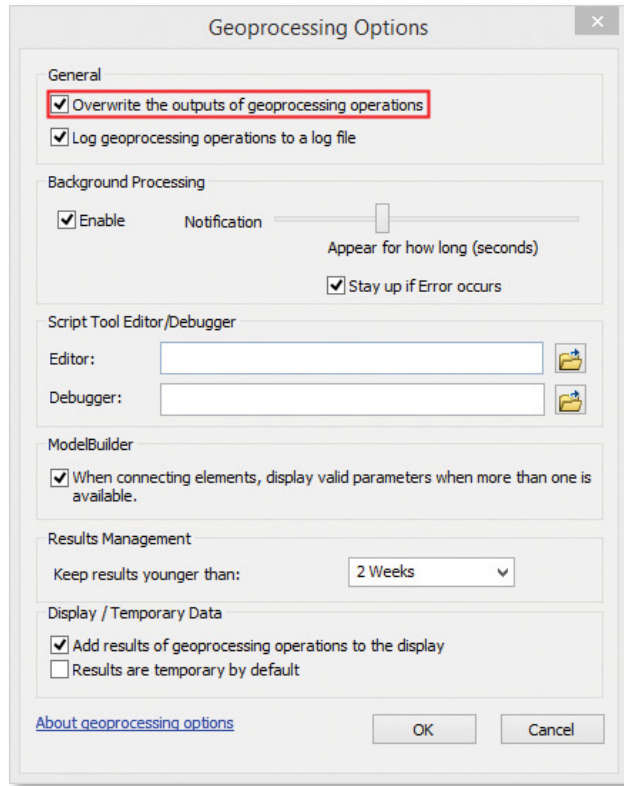 Geoprocessing Options
General
Overwrite the outputs of geoprocessing operations
Log geoprocessing operations to a log file
Background Processing
Enable
Notification
Appear for how long (seconds)
Stay up if Error occurs
Script Tool Editor/Debugger
Editor:
Debugger:
ModelBuilder
When connecting elements, display valid parameters when more than one is
available.
Results Management
Keep results younger than:
2 Weeks
Display / Temporary Data
Add results of geoprocessing operations to the display
Results are temporary by default
About geoprocessing options
OK
Cancel